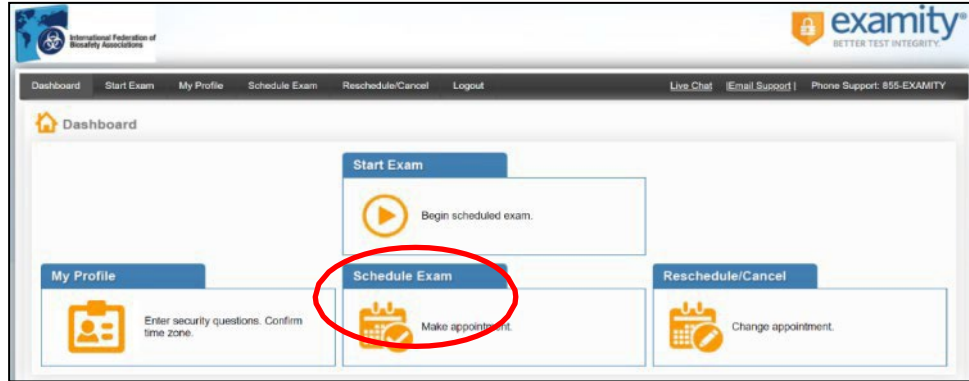 International Federation of
Biosafety Associations
examity®
BETTER TEST INTEGRITY.
Dashboard Start Exam My Profile Schedule Exam Reschedule/Cancel Logout Live Chat |Email Support| Phone Support: 855-EXAMITY
Dashboard
Start Exam
Begin scheduled exam.
My Profile
Enter security questions. Confirm
time zone.
Schedule Exam
Make appointment.
Reschedule/Cancel
Change appointment.